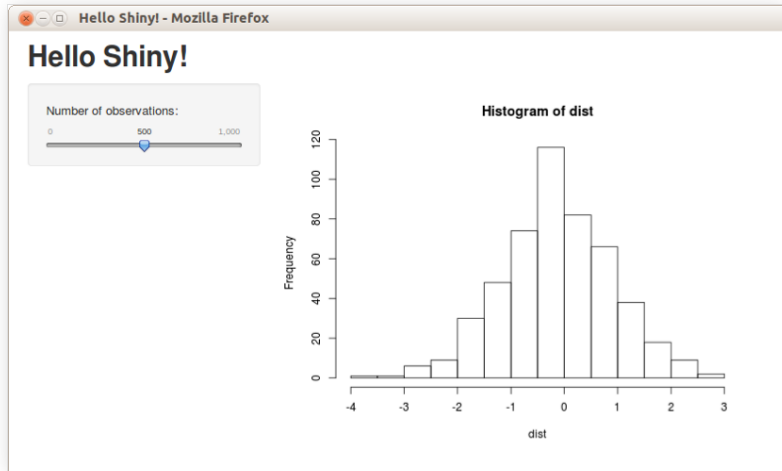 Hello Shiny! - Mozilla Firefox
Hello Shiny!
Number of observations:
0 500 1,000
Histogram of dist
Frequency
120
100
80
60
40
20
0
-4 -3 -2 -1 0 1 2 3
dist